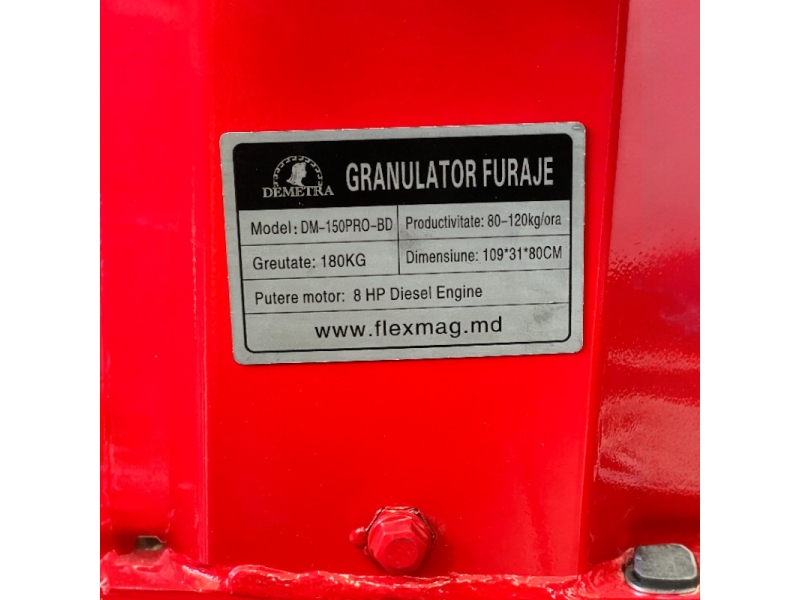 DEMETRA GRANULATOR FURAJE
Model: DM-150PRO-BD Productivitate: 80-120kg/ora
Greutate: 180KG Dimensiune: 109*31*80CM
Putere motor: 8 HP Diesel Engine
www.flexmag.md